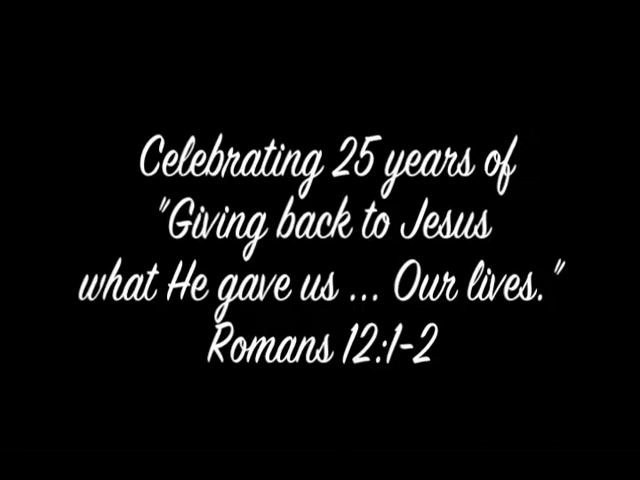 Celebrating 25 years of
"Giving back to Jesus
what He gave us ... Our lives."
Romans 12:1-2